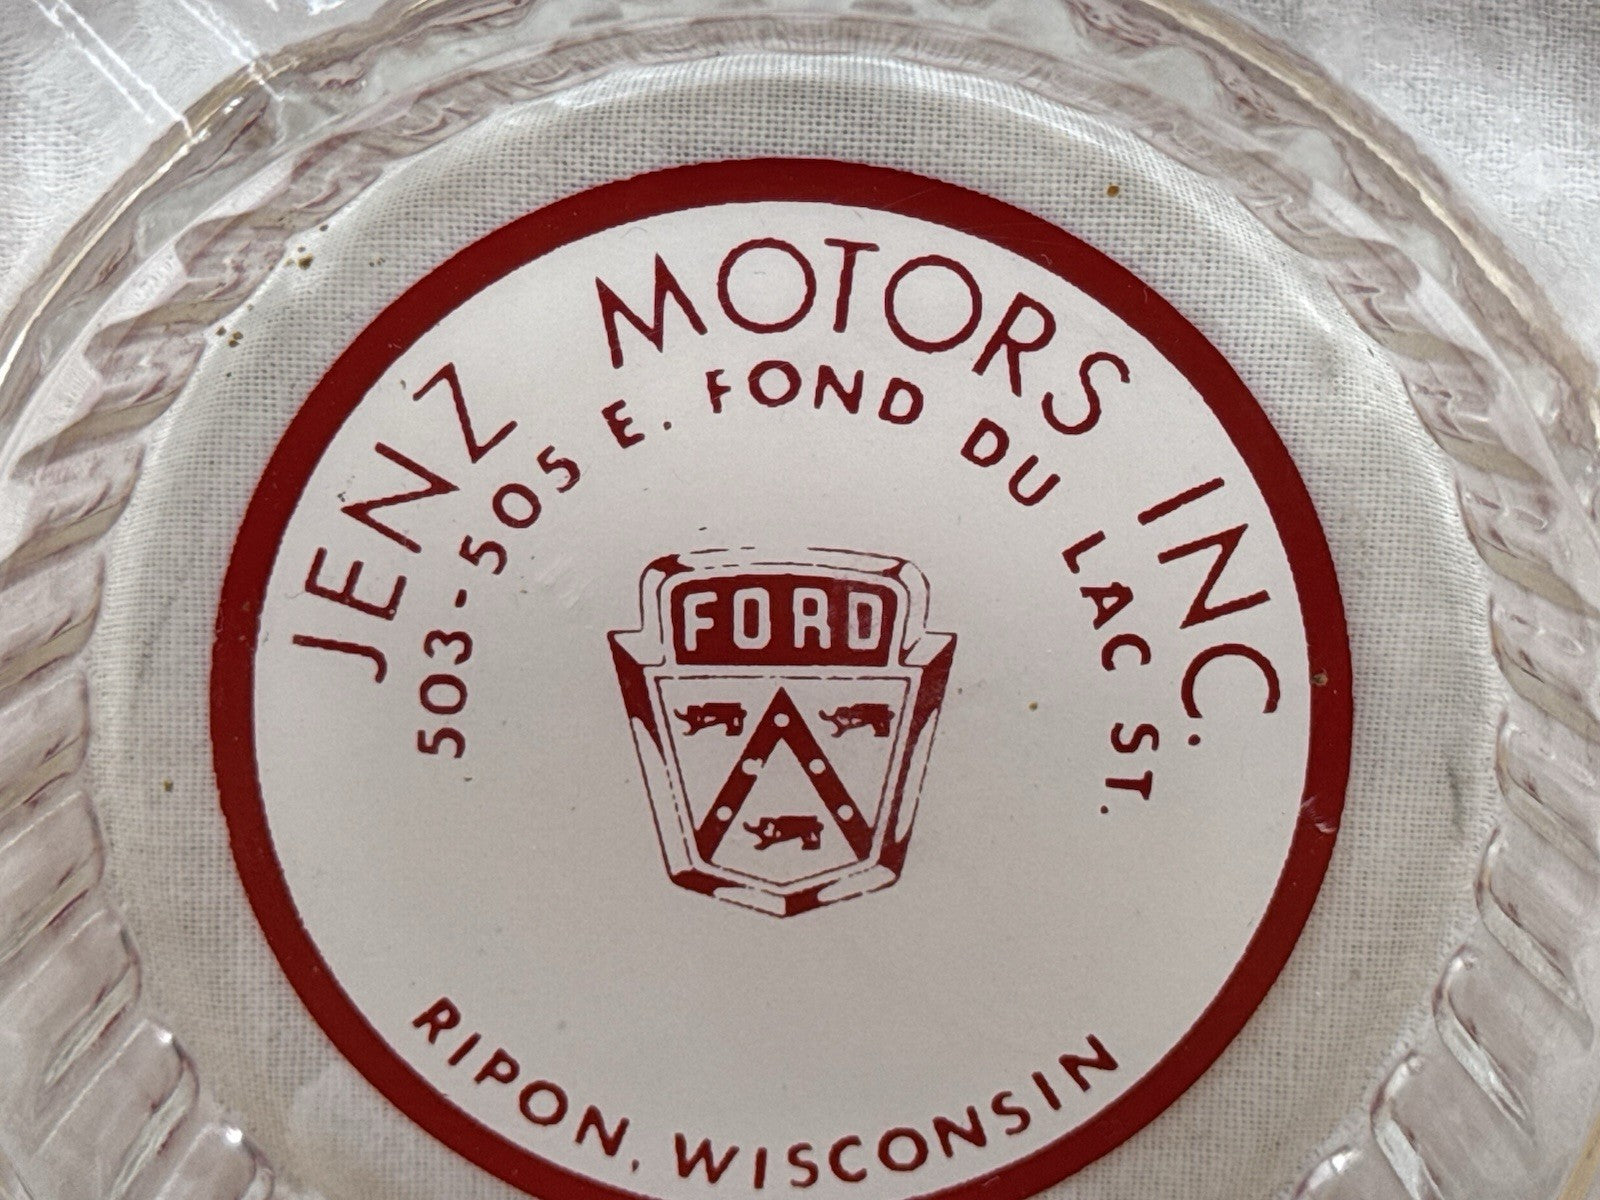 JENZ MOTORS INC.
503-505 E. FOND DU LAC ST.
FORD
RIPON, WISCONSIN